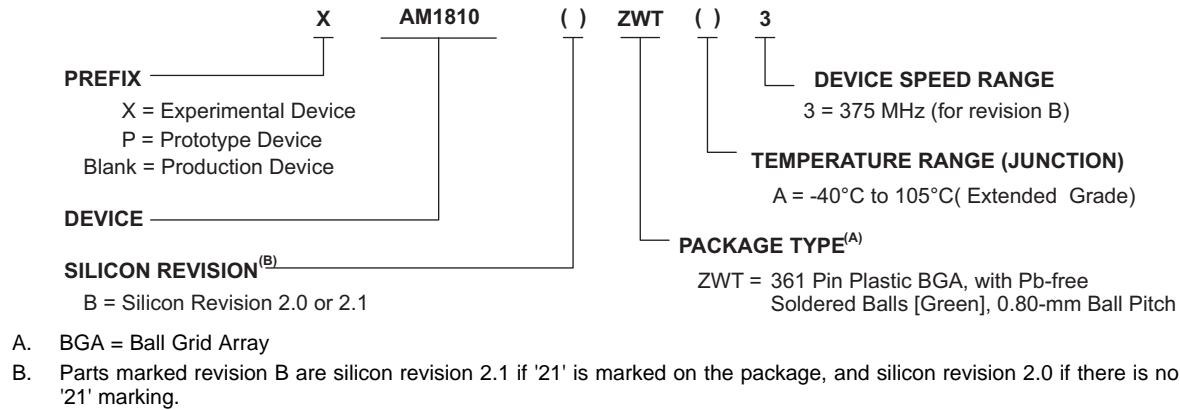 X AM1810 ( ) ZWT ( ) 3
PREFIX
X = Experimental Device
P = Prototype Device
Blank = Production Device
DEVICE
SILICON REVISION(B)
B = Silicon Revision 2.0 or 2.1
DEVICE SPEED RANGE
3 = 375 MHz (for revision B)
TEMPERATURE RANGE (JUNCTION)
A = -40°C to 105°C( Extended Grade)
PACKAGE TYPE(A)
ZWT = 361 Pin Plastic BGA, with Pb-free
Soldered Balls [Green], 0.80-mm Ball Pitch
A. BGA = Ball Grid Array
B. Parts marked revision B are silicon revision 2.1 if '21' is marked on the package, and silicon revision 2.0 if there is no
'21' marking.